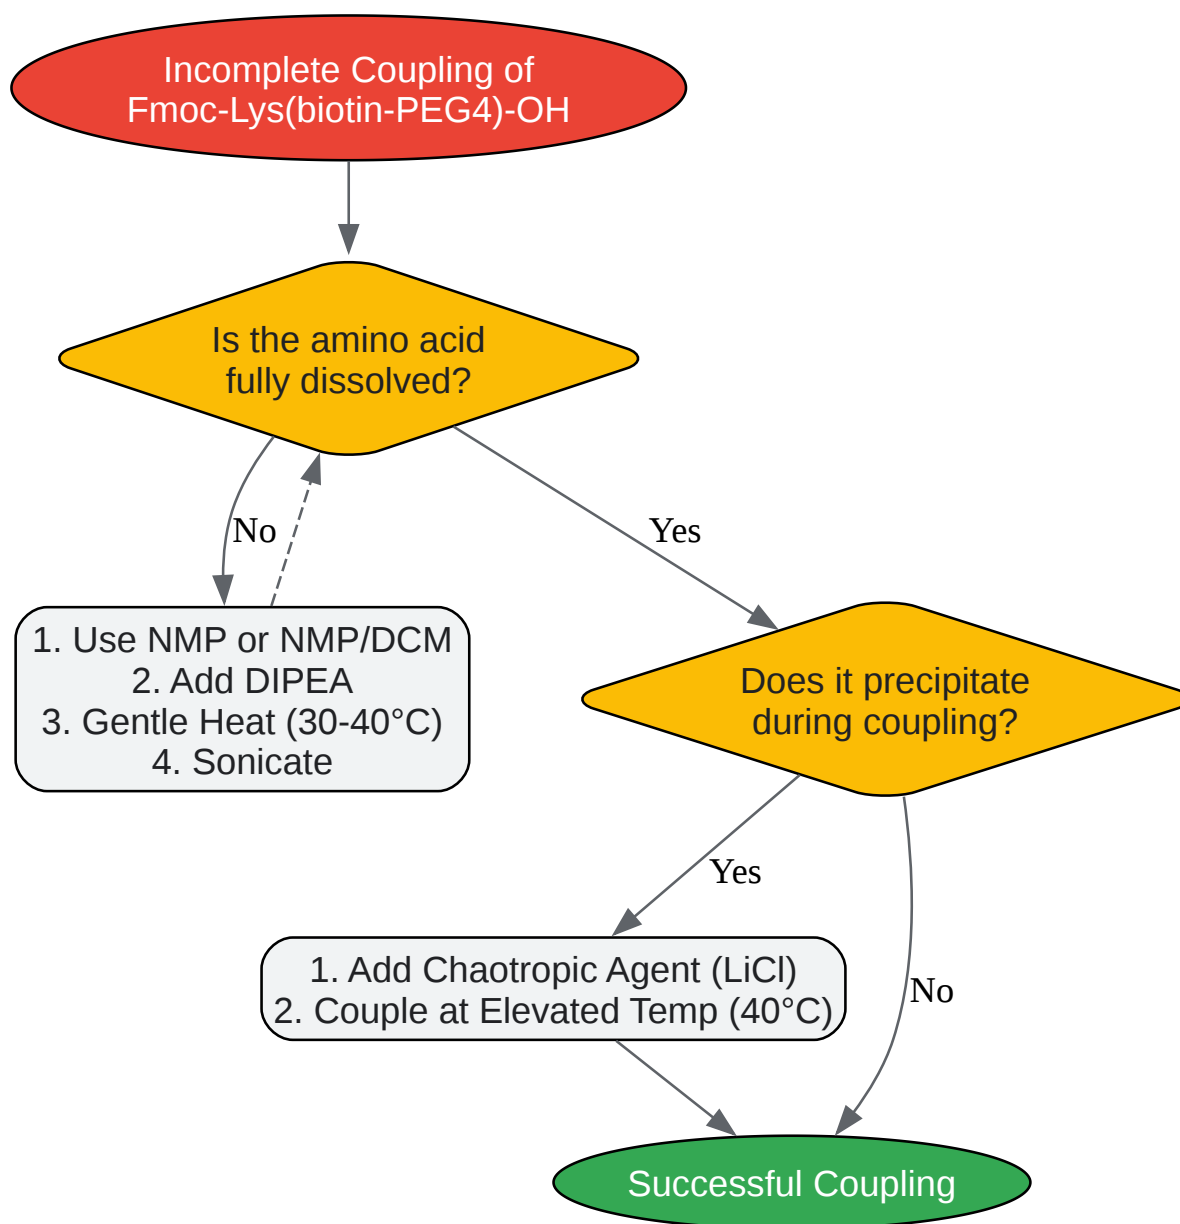 Incomplete Coupling of
Fmoc-Lys(biotin-PEG4)-OH
Is the amino acid
fully dissolved?
No
Yes
1. Use NMP or NMP/DCM
2. Add DIPEA
3. Gentle Heat (30-40°C)
4. Sonicate
Does it precipitate
during coupling?
Yes
1. Add Chaotropic Agent (LiCl)
2. Couple at Elevated Temp (40°C)
No
Successful Coupling